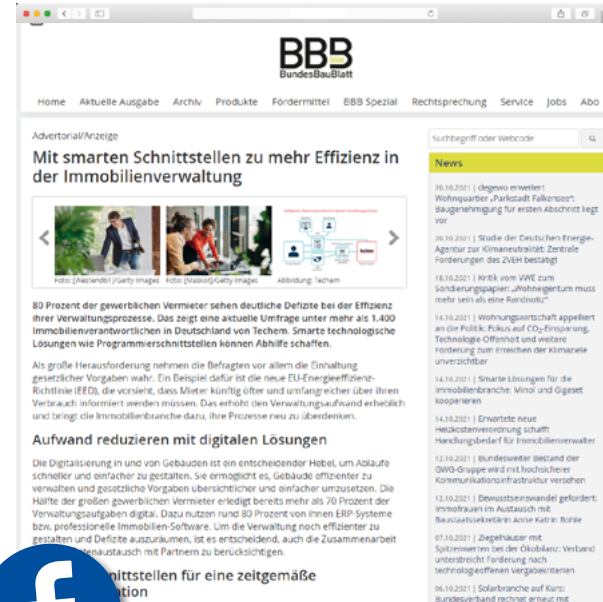 BBB
BundesBauBlatt
Home Aktuelle Ausgabe Archiv Produkte Fördermittel BBB Spezial Rechtsprechung Service Jobs Abo
Advertorial/Anzeige
Mit smarten Schnittstellen zu mehr Effizienz in
der Immobilienverwaltung
Foto: [Westend61]/Getty Images Foto: [Maskot]/Getty Images Abbildung: Techem
80 Prozent der gewerblichen Vermieter sehen deutliche Defizite bei der Effizienz
ihrer Verwaltungsprozesse. Das zeigt eine aktuelle Umfrage unter mehr als 1.400
Immobilienverantwortlichen in Deutschland von Techem. Smarte technologische
Lösungen wie Programmierschnittstellen können Abhilfe schaffen.
Als große Herausforderung nehmen die Befragten vor allem die Einhaltung
gesetzlicher Vorgaben wahr. Ein Beispiel dafür ist die neue EU-Energieeffizienz-
Richtlinie (EED), die vorsieht, dass Mieter künftig öfter und umfangreicher über ihren
Verbrauch informiert werden müssen. Das erhöht den Verwaltungsaufwand erheblich
und bringt die Immobilienbranche dazu, ihre Prozesse neu zu überdenken.
Aufwand reduzieren mit digitalen Lösungen
Die Digitalisierung in und von Gebäuden ist ein entscheidender Hebel, um Abläufe
schneller und einfacher zu gestalten. Sie ermöglicht es, Gebäude effizienter zu
verwalten und gesetzliche Vorgaben übersichtlicher und einfacher umzusetzen. Die
Hälfte der großen gewerblichen Vermieter erledigt bereits mehr als 70 Prozent der
Verwaltungsaufgaben digital. Dazu nutzen rund 80 Prozent von ihnen ERP-Systeme
bzw. professionelle Immobilien-Software. Um die Verwaltung noch effizienter zu
gestalten und Defizite auszuräumen, ist es entscheidend, auch die Zusammenarbeit
tenaustausch mit Partnern zu berücksichtigen.
nittstellen für eine zeitgemäße
ation
Suchbegriff oder Webcode
News
20.10.2021 | degewo erweitert
Wohnquartier „Parkstadt Falkensee“:
Baugenehmigung für ersten Abschnitt liegt
vor
20.10.2021 | Studie der Deutschen Energie-
Agentur zur Klimaneutralität: Zentrale
Forderungen des ZVEH bestätigt
18.10.2021 | Kritik vom VWE zum
Sondierungspapier: „Wohneigentum muss
mehr sein als eine Randnotiz“
14.10.2021 | Wohnungswirtschaft appelliert
an die Politik: Fokus auf CO₂-Einsparung,
Technologie-Offenheit und weitere
Förderung zum Erreichen der Klimaziele
unverzichtbar
14.10.2021 | Smarte Lösungen für die
Immobilienbranche: Minol und Gigaset
kooperieren
14.10.2021 | Erwartete neue
Heizkostenverordnung schafft
Handlungsbedarf für Immobilienverwalter
13.10.2021 | Bundesweiter Bestand der
GWG-Gruppe wird mit hochsicherer
Kommunikationsinfrastruktur versehen
12.10.2021 | Bewusstseinswandel gefordert:
Immofrauen im Austausch mit
Baustaatssekretärin Anne Katrin Bohle
07.10.2021 | Ziegelhäuser mit
Spitzenwerten bei der Ökobilanz: Verband
unterstreicht Forderung nach
technologieoffenen Vergabekriterien
06.10.2021 | Solarbranche auf Kurs:
Bundesverband rechnet erneut mit